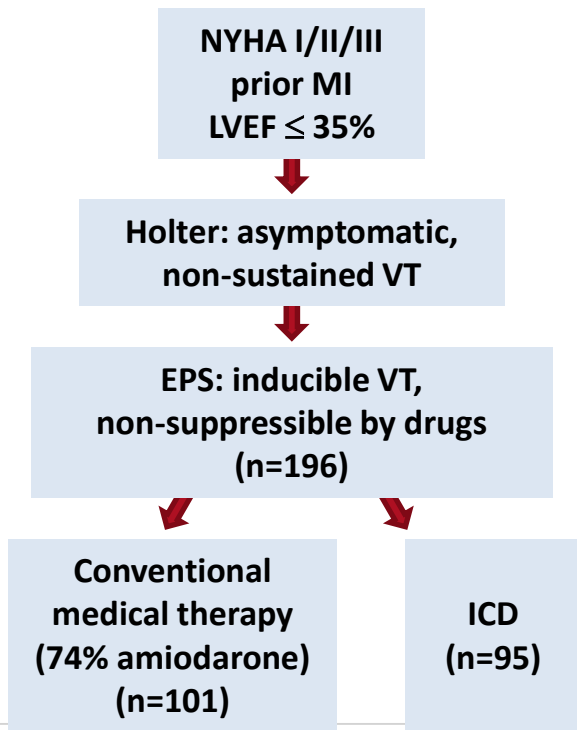 NYHA I/II/III
prior MI
LVEF ≤ 35%
Holter: asymptomatic,
non-sustained VT
EPS: inducible VT,
non-suppressible by drugs
(n=196)
Conventional
medical therapy
(74% amiodarone)
(n=101)
ICD
(n=95)